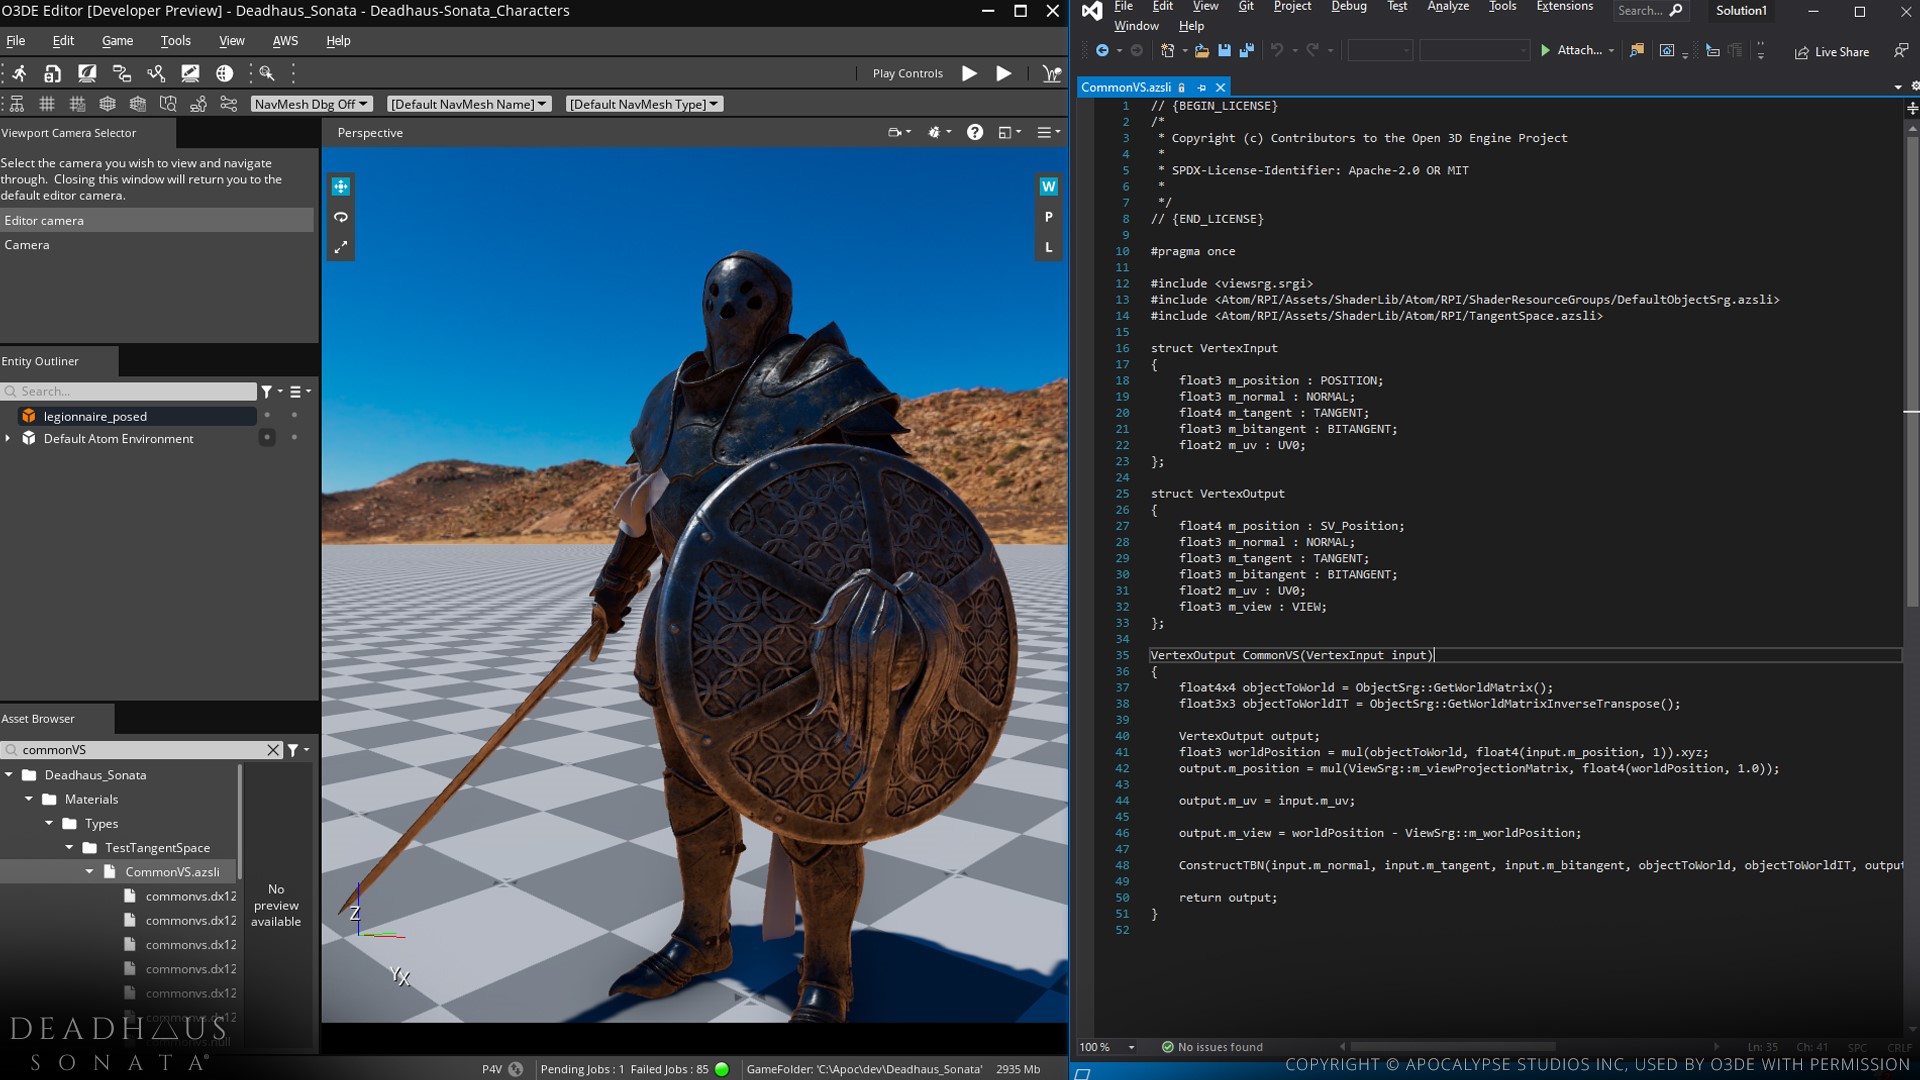 O3DE Editor [Developer Preview] - Deadhaus_Sonata - Deadhaus-Sonata_Characters
File Edit Game Tools View AWS Help
Play Controls
NavMesh Dbg Off [Default NavMesh Name] [Default NavMesh Type]
Viewport Camera Selector
Select the camera you wish to view and navigate
through. Closing this window will return you to the
default editor camera.
Editor camera
Camera
Entity Outliner
Search...
legionnaire_posed
Default Atom Environment
Asset Browser
commonVS
Deadhaus_Sonata
Materials
Types
TestTangentSpace
CommonVS.azsli
commonvs.dx12
commonvs.dx12
commonvs.dx12
commonvs.dx12
commonvs.dx12
commonvs.dx12
commonvs.null
No
preview
available
DEADHAUS
SONATA
Perspective
W
P
L
Z
Y X
P4V Pending Jobs : 1 Failed Jobs : 85 GameFolder: 'C:\Apoc\dev\Deadhaus_Sonata' 2935 Mb
File Edit View Git Project Debug Test Analyze Tools Extensions Search... Solution1
Window Help
Attach... Live Share
CommonVS.azsli
1 // {BEGIN_LICENSE}
2 /*
3 * Copyright (c) Contributors to the Open 3D Engine Project
4 *
5 * SPDX-License-Identifier: Apache-2.0 OR MIT
6 *
7 */
8 // {END_LICENSE}
9
10 #pragma once
11
12 #include <viewsrg.srgi>
13 #include <Atom/RPI/Assets/ShaderLib/Atom/RPI/ShaderResourceGroups/DefaultObjectSrg.azsli>
14 #include <Atom/RPI/Assets/ShaderLib/Atom/RPI/TangentSpace.azsli>
15
16 struct VertexInput
17 {
18 float3 m_position : POSITION;
19 float3 m_normal : NORMAL;
20 float4 m_tangent : TANGENT;
21 float3 m_bitangent : BITANGENT;
22 float2 m_uv : UV0;
23 };
24
25 struct VertexOutput
26 {
27 float4 m_position : SV_Position;
28 float3 m_normal : NORMAL;
29 float3 m_tangent : TANGENT;
30 float3 m_bitangent : BITANGENT;
31 float2 m_uv : UV0;
32 float3 m_view : VIEW;
33 };
34
35 VertexOutput CommonVS(VertexInput input)
36 {
37 float4x4 objectToWorld = ObjectSrg::GetWorldMatrix();
38 float3x3 objectToWorldIT = ObjectSrg::GetWorldMatrixInverseTranspose();
39
40 VertexOutput output;
41 float3 worldPosition = mul(objectToWorld, float4(input.m_position, 1)).xyz;
42 output.m_position = mul(ViewSrg::m_viewProjectionMatrix, float4(worldPosition, 1.0));
43
44 output.m_uv = input.m_uv;
45
46 output.m_view = worldPosition - ViewSrg::m_worldPosition;
47
48 ConstructTBN(input.m_normal, input.m_tangent, input.m_bitangent, objectToWorld, objectToWorldIT, output
49
50 return output;
51 }
52
100 % No issues found Ln: 35 Ch: 41 SPC CRLF
COPYRIGHT © APOCALYPSE STUDIOS INC, USED BY O3DE WITH PERMISSION